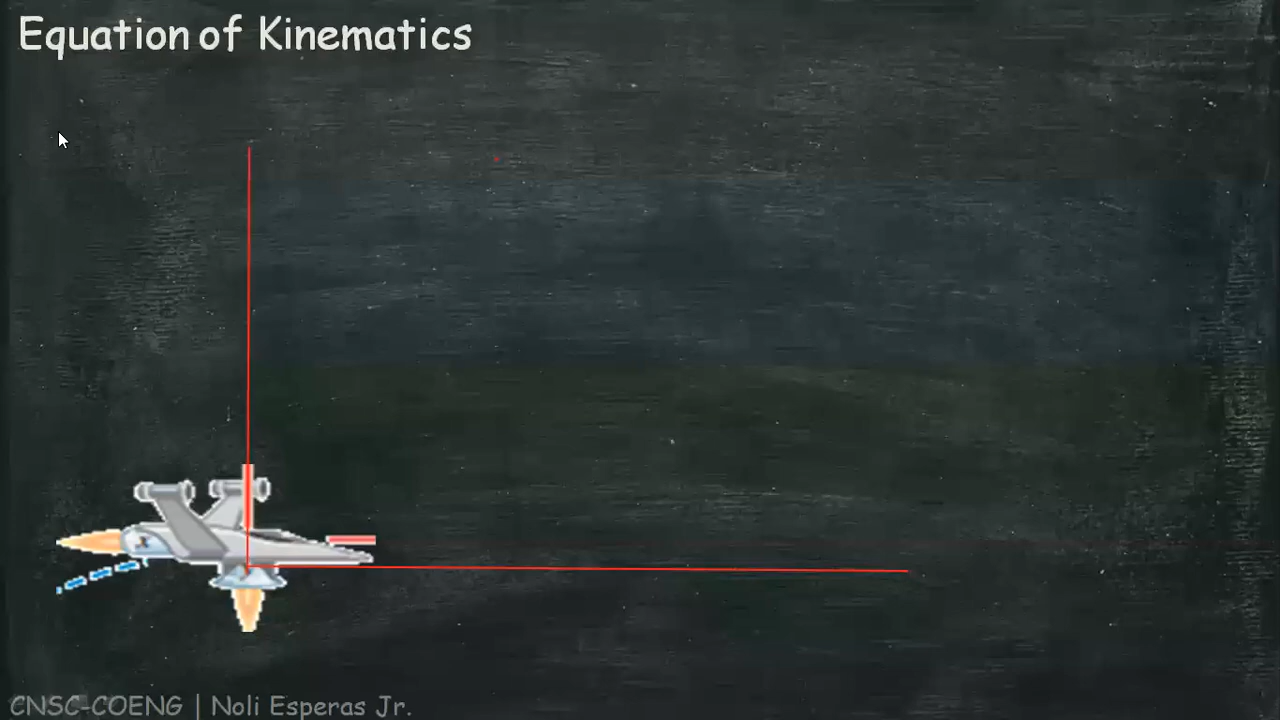 Equation of Kinematics
CNSC-COENG | Noli Esperas Jr.